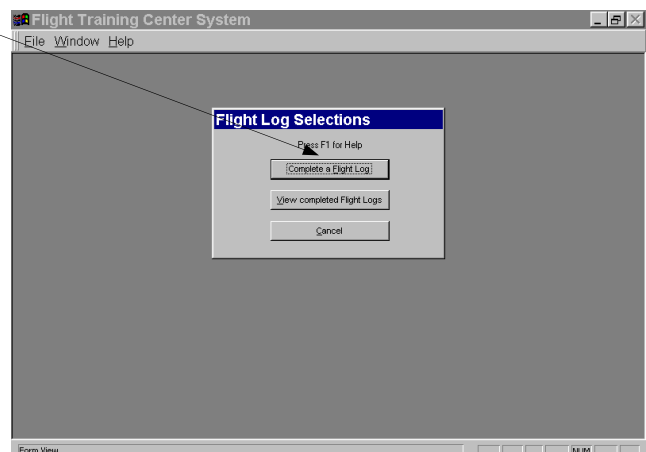 Flight Training Center System
File Window Help
Flight Log Selections
Press F1 for Help
Complete a Flight Log
View completed Flight Logs
Cancel
Form View
NUM